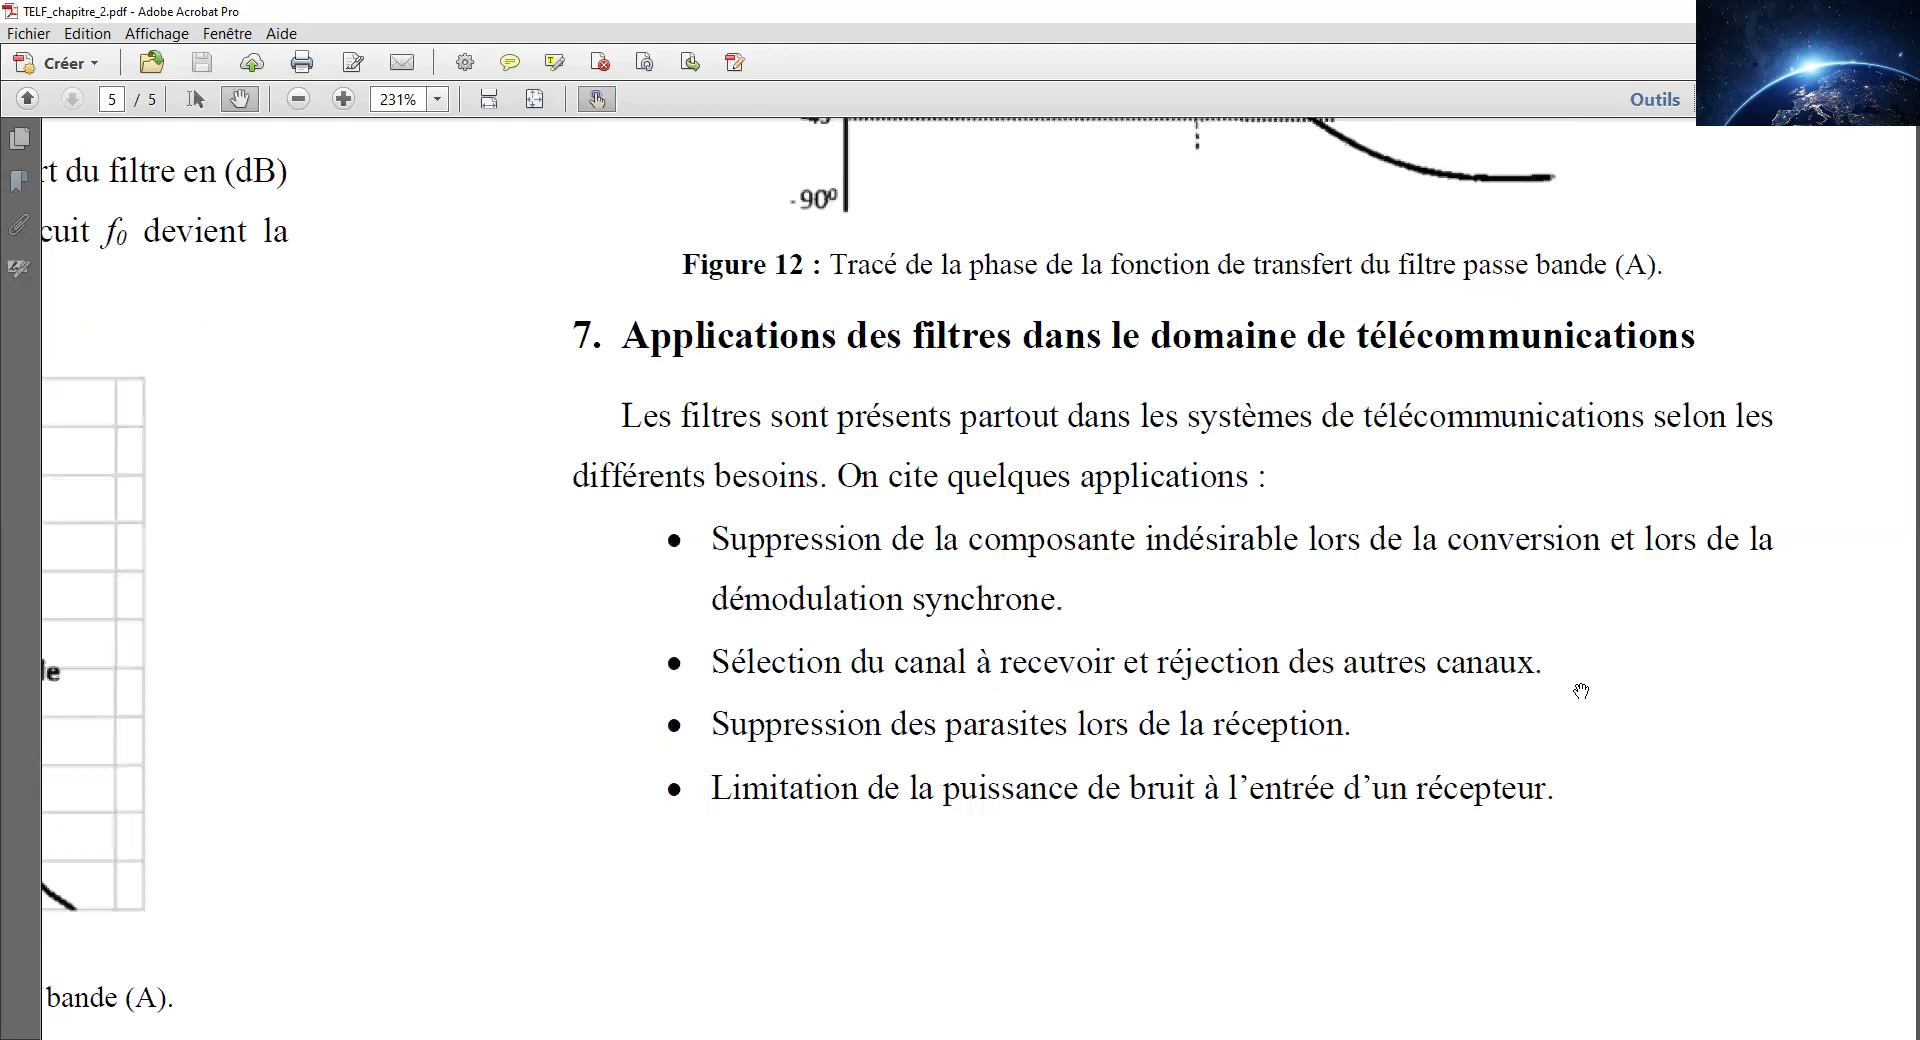 TELF_chapitre_2.pdf - Adobe Acrobat Pro
Fichier Edition Affichage Fenêtre Aide
Créer
5 / 5 231% Outils
rt du filtre en (dB)
cuit f0 devient la
de
bande (A).
-45
-90º
Figure 12 : Tracé de la phase de la fonction de transfert du filtre passe bande (A).
7. Applications des filtres dans le domaine de télécommunications
Les filtres sont présents partout dans les systèmes de télécommunications selon les
différents besoins. On cite quelques applications :
• Suppression de la composante indésirable lors de la conversion et lors de la
démodulation synchrone.
• Sélection du canal à recevoir et réjection des autres canaux.
• Suppression des parasites lors de la réception.
• Limitation de la puissance de bruit à l’entrée d’un récepteur.